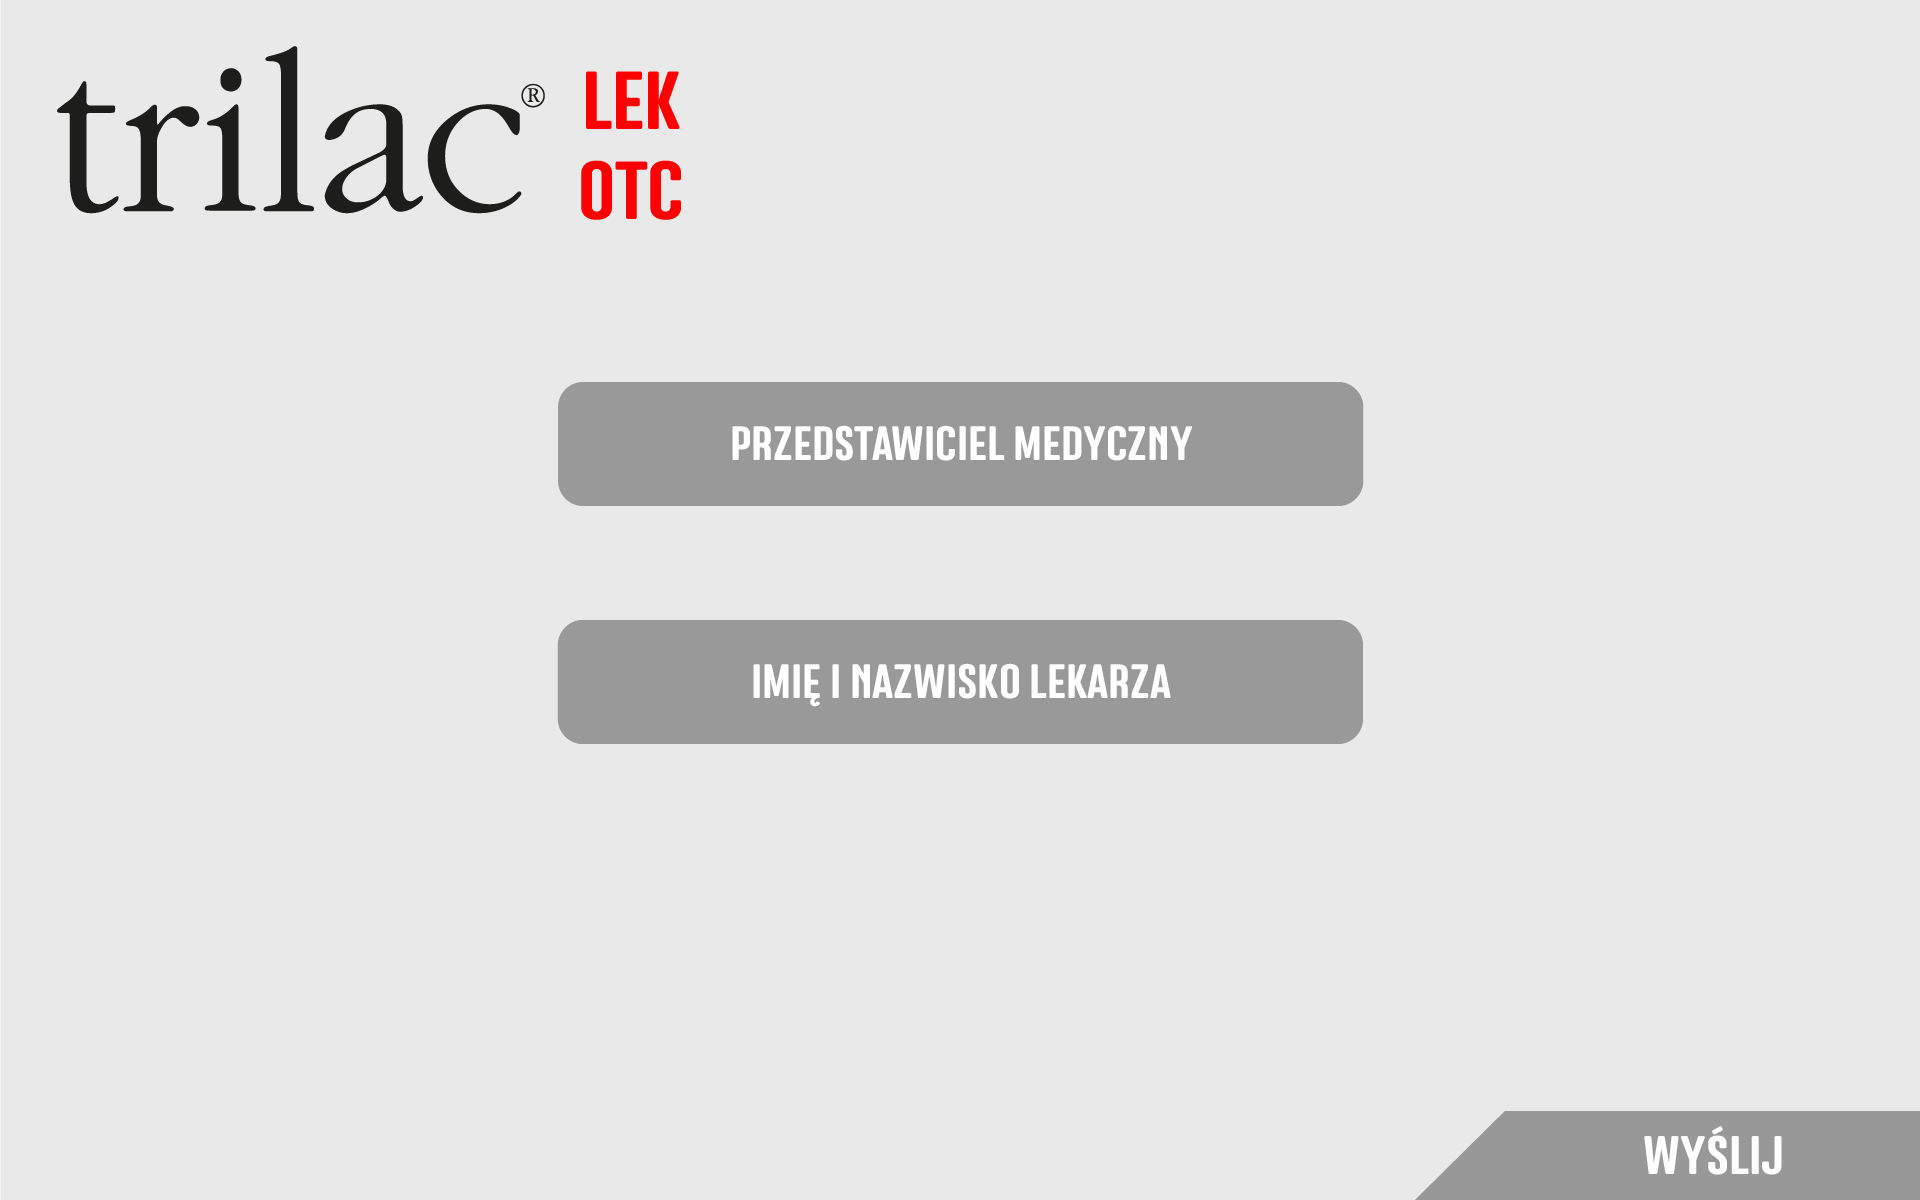 trilac®
LEK
OTC
PRZEDSTAWICIEL MEDYCZNY
IMIĘ I NAZWISKO LEKARZA
WYŚLIJ